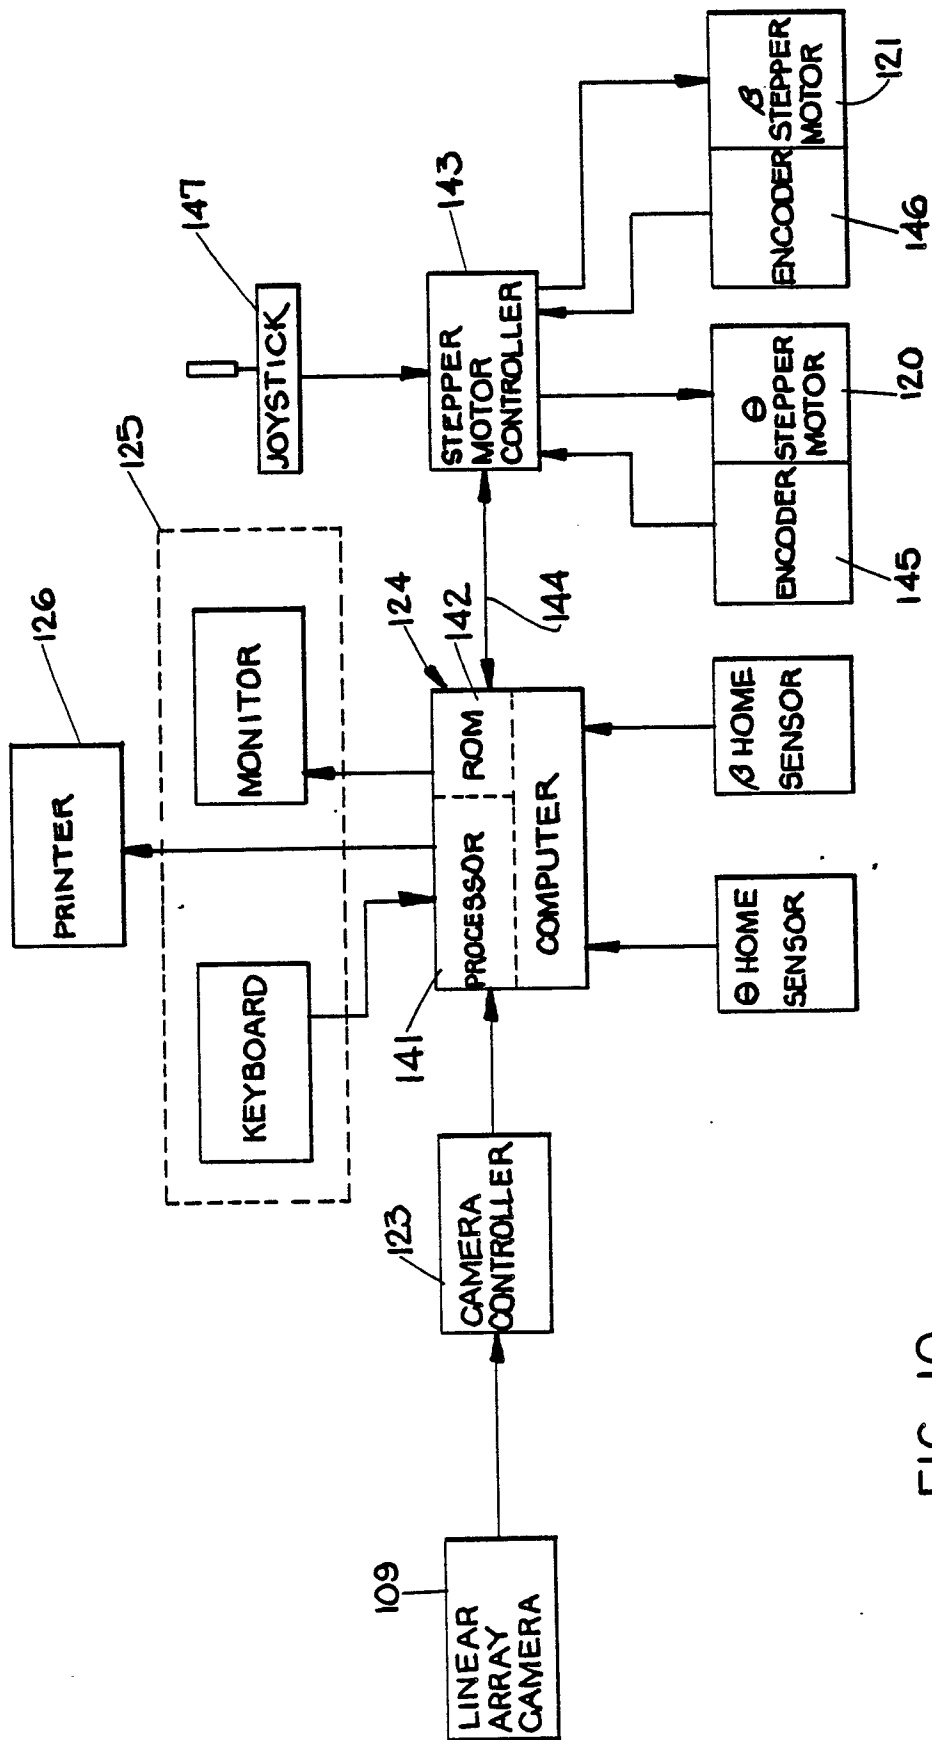 126
PRINTER
125
KEYBOARD
MONITOR
147
JOYSTICK
109
LINEAR
ARRAY
CAMERA
123
CAMERA
CONTROLLER
141
PROCESSOR
ROM
COMPUTER
124
142
144
143
STEPPER
MOTOR
CONTROLLER
θ HOME
SENSOR
β HOME
SENSOR
ENCODER
145
θ
STEPPER
MOTOR
120
ENCODER
146
β
STEPPER
MOTOR
121